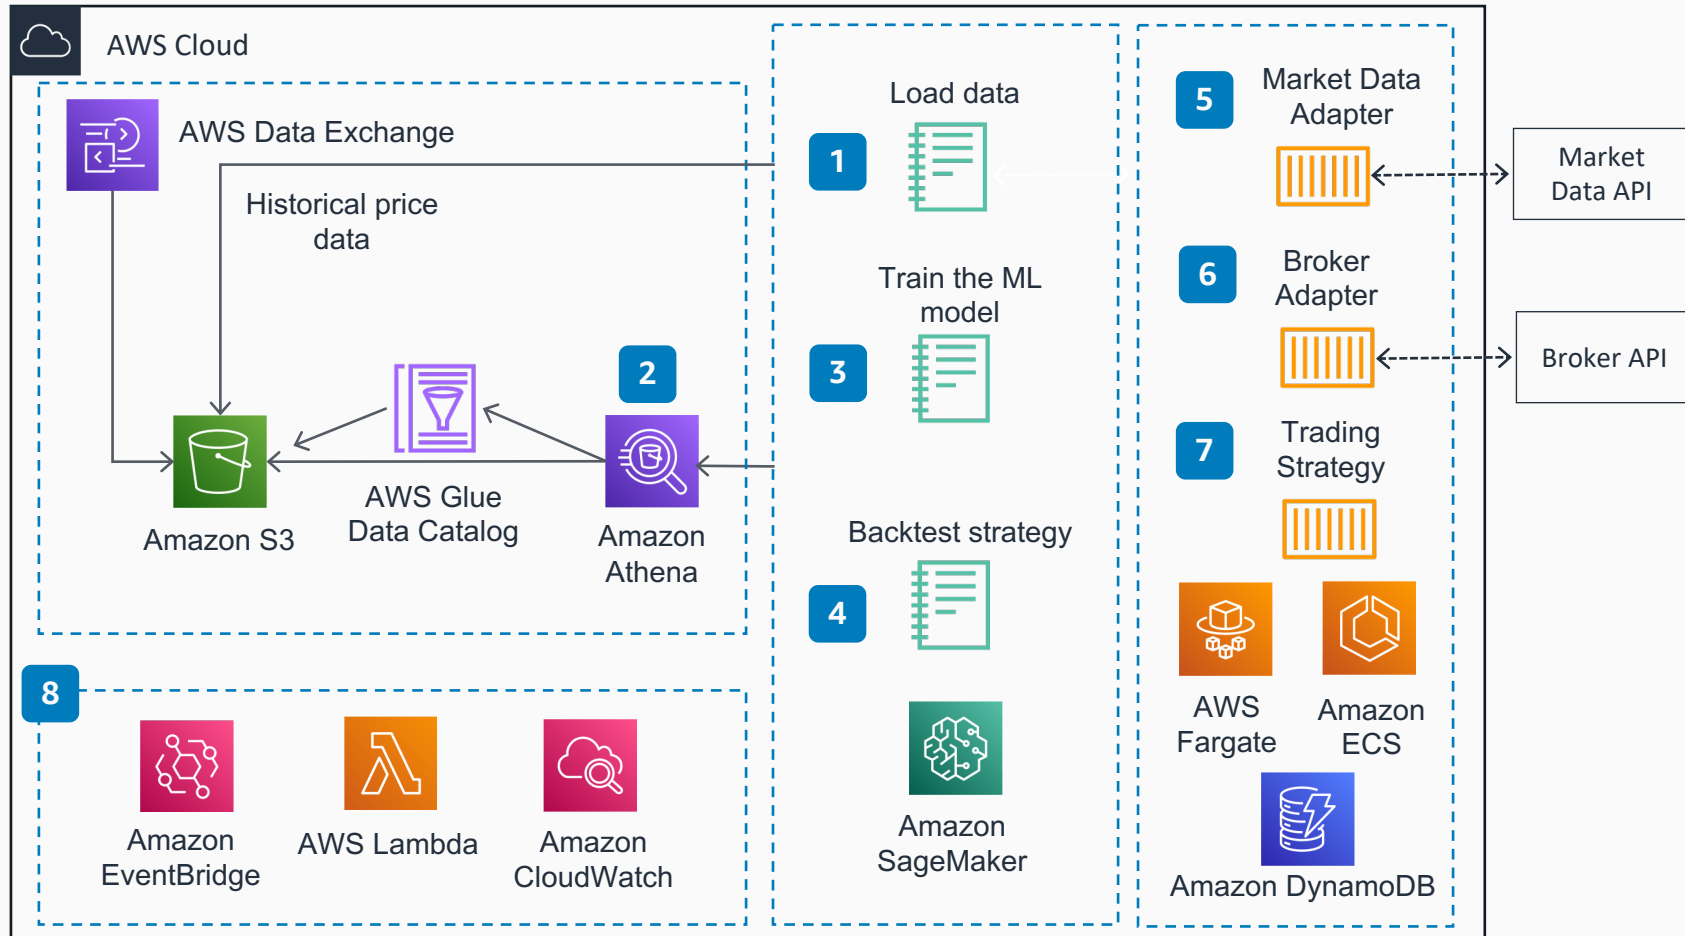 AWS Cloud
AWS Data Exchange
Historical price
data
2
Amazon S3
AWS Glue
Data Catalog
Amazon
Athena
8
Amazon
EventBridge
AWS Lambda
Amazon
CloudWatch
Load data
1
Train the ML
model
3
Backtest strategy
4
Amazon
SageMaker
5
Market Data
Adapter
6
Broker
Adapter
7
Trading
Strategy
AWS
Fargate
Amazon
ECS
Amazon DynamoDB
Market
Data API
Broker API